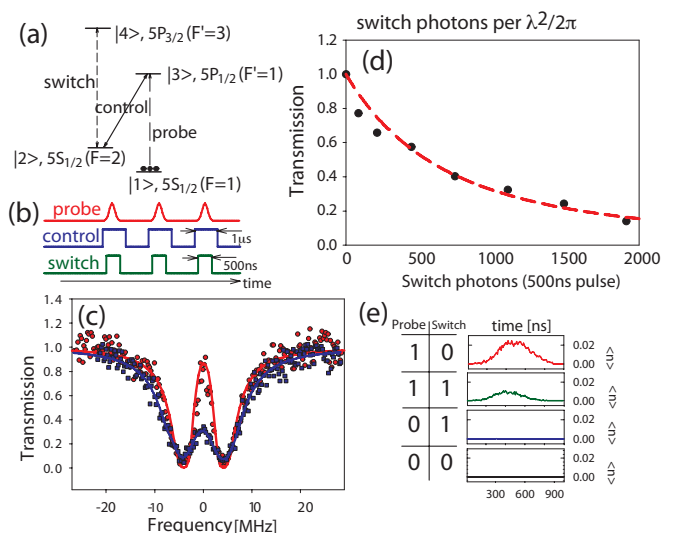 (a)
|4>, 5P3/2 (F'=3)
|3>, 5P1/2 (F'=1)
switch
control
probe
|2>, 5S1/2 (F=2)
|1>, 5S1/2 (F=1)
(b)
probe
control
1μs
switch
500ns
time
(c)
1.4
1.2
1.0
0.8
0.6
0.4
0.2
0.0
Transmission
-20 -10 0 10 20
Frequency[MHz]
switch photons per λ²/2π
(d)
1.2
1.0
0.8
0.6
0.4
0.2
0.0
Transmission
0 500 1000 1500 2000
Switch photons (500ns pulse)
(e)
Probe Switch time [ns]
1 0 0.02 0.00 <n>
1 1 0.02 0.00 <n>
0 1 0.02 0.00 <n>
0 0 0.02 0.00 <n>
300 600 900